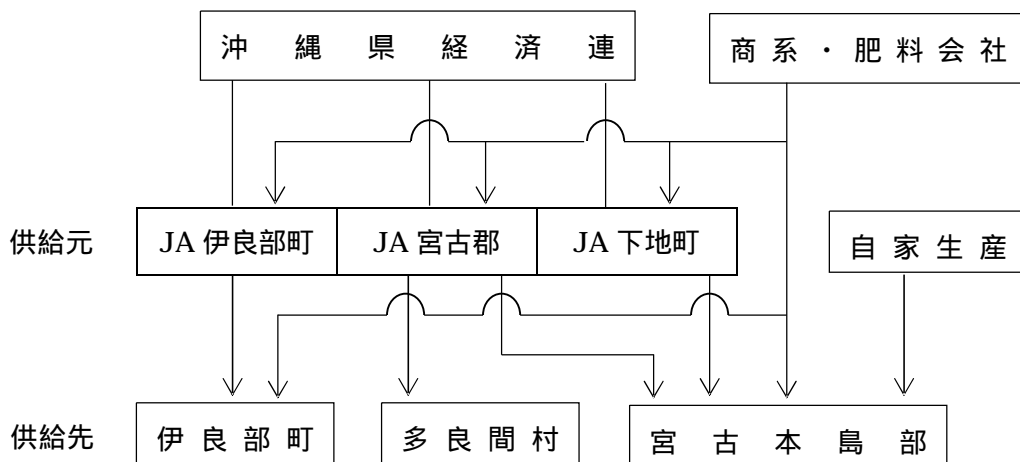 沖縄県経済連
商系・肥料会社
供給元
JA 伊良部町
JA 宮古郡
JA 下地町
自家生産
供給先
伊良部町
多良間村
宮古本島部